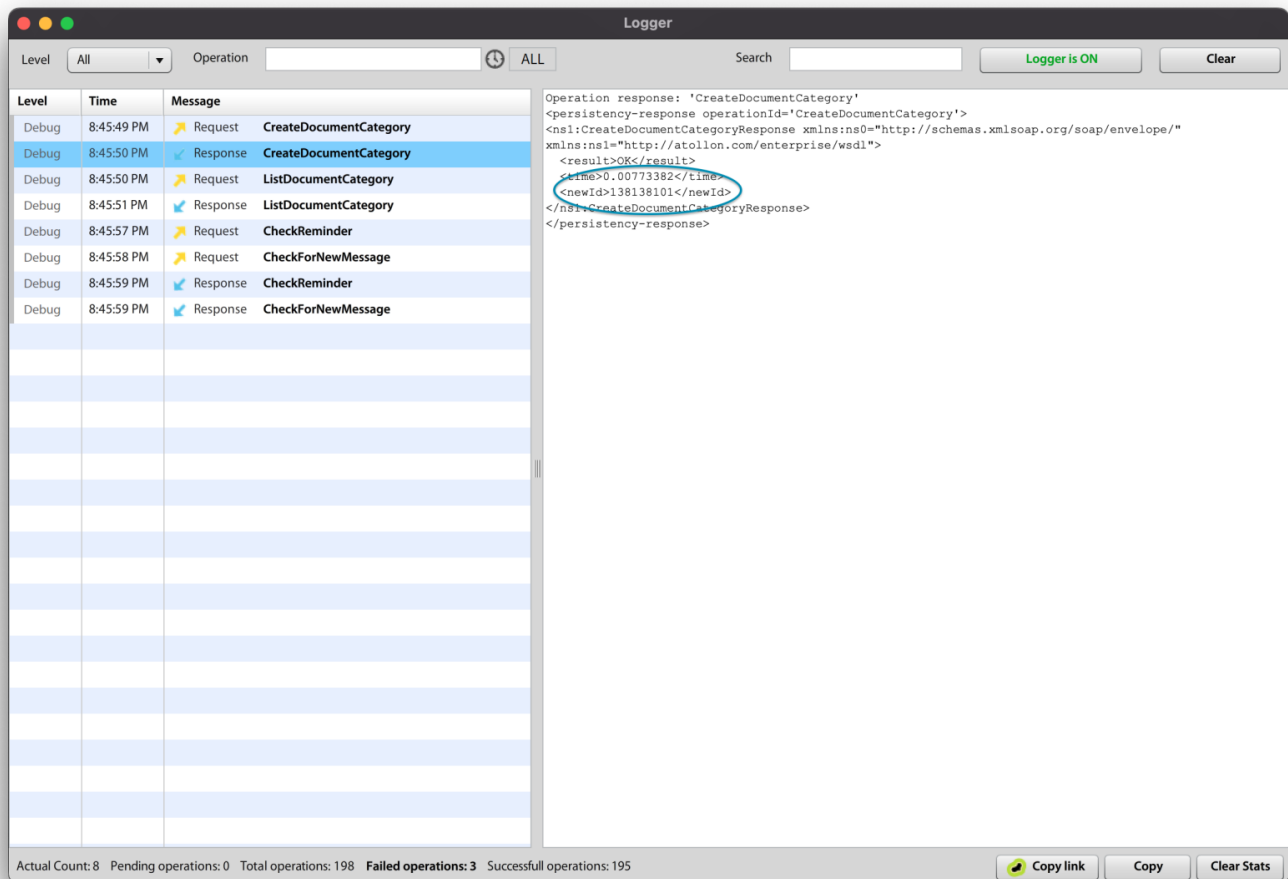 Logger
Level All Operation ALL Search Logger is ON Clear
Level Time Message
Debug 8:45:49 PM Request CreateDocumentCategory
Debug 8:45:50 PM Response CreateDocumentCategory
Debug 8:45:50 PM Request ListDocumentCategory
Debug 8:45:51 PM Response ListDocumentCategory
Debug 8:45:57 PM Request CheckReminder
Debug 8:45:58 PM Request CheckForNewMessage
Debug 8:45:59 PM Response CheckReminder
Debug 8:45:59 PM Response CheckForNewMessage
Operation response: 'CreateDocumentCategory'
<persistency-response operationId='CreateDocumentCategory'>
<ns1:CreateDocumentCategoryResponse xmlns:ns0="http://schemas.xmlsoap.org/soap/envelope/"
xmlns:ns1="http://atollon.com/enterprise/wsdl">
<result>OK</result>
<time>0.00773382</time>
<newId>138138101</newId>
</ns1:CreateDocumentCategoryResponse>
</persistency-response>
Actual Count: 8 Pending operations: 0 Total operations: 198 Failed operations: 3 Successfull operations: 195 Copy link Copy Clear Stats